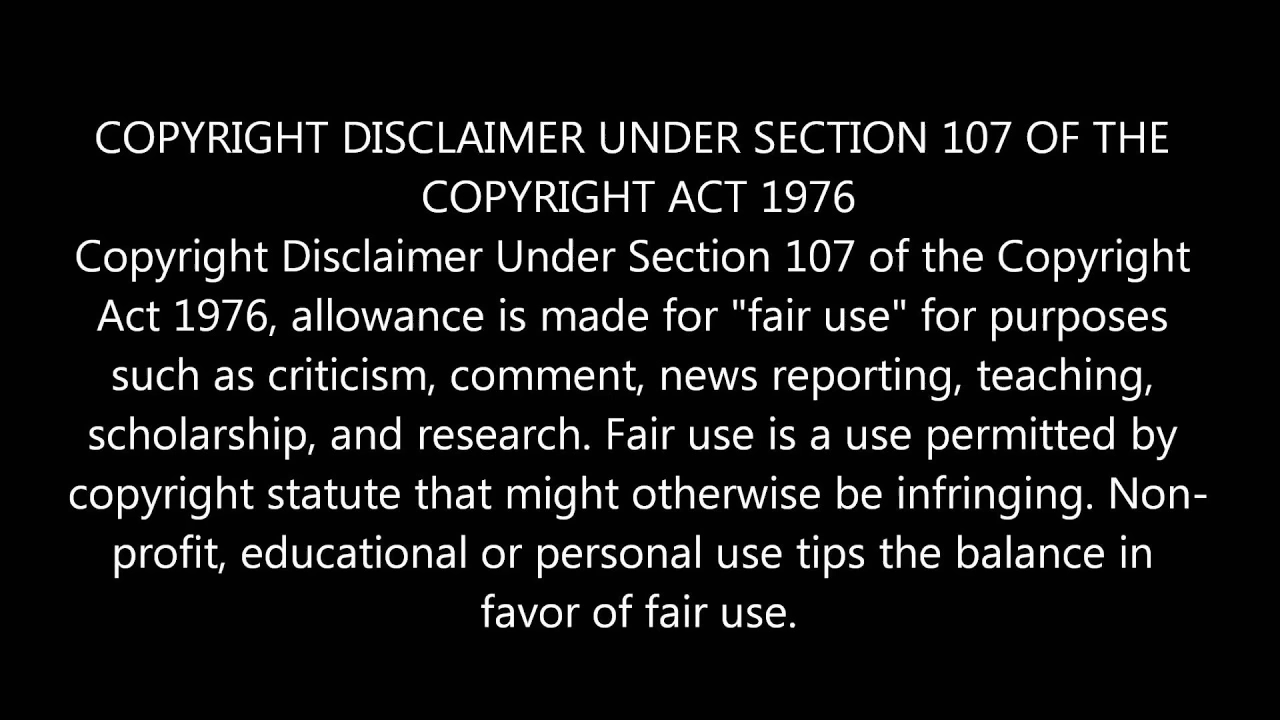 COPYRIGHT DISCLAIMER UNDER SECTION 107 OF THE
COPYRIGHT ACT 1976
Copyright Disclaimer Under Section 107 of the Copyright
Act 1976, allowance is made for "fair use" for purposes
such as criticism, comment, news reporting, teaching,
scholarship, and research. Fair use is a use permitted by
copyright statute that might otherwise be infringing. Non-
profit, educational or personal use tips the balance in
favor of fair use.